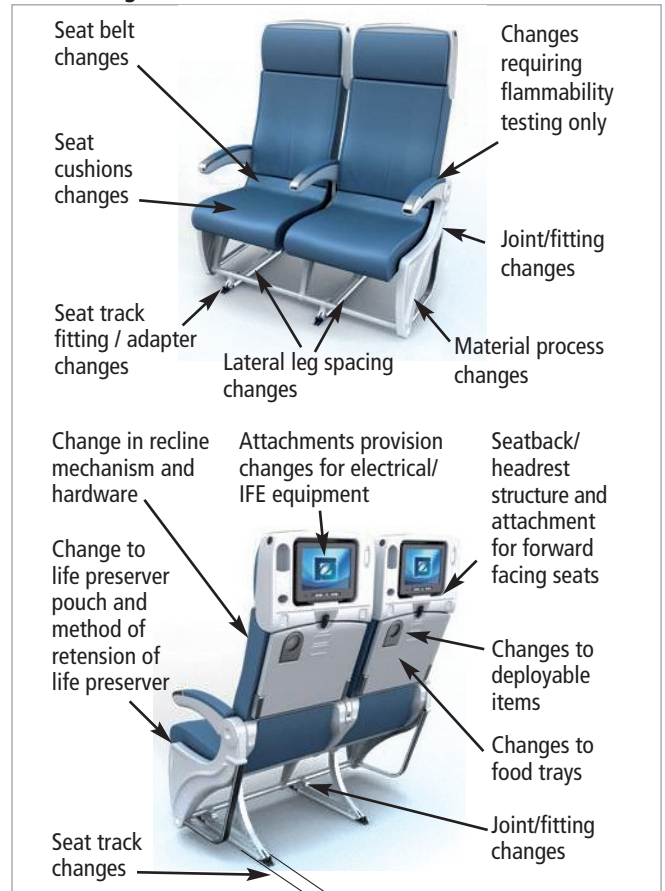 Seat belt
changes
Changes
requiring
flammability
testing only
Seat
cushions
changes
Joint/fitting
changes
Seat track
fitting / adapter
changes
Lateral leg spacing
changes
Material process
changes
Change in recline
mechanism and
hardware
Attachments provision
changes for electrical/
IFE equipment
Seatback/
headrest
structure and
attachment
for forward
facing seats
Change to
life preserver
pouch and
method of
retention of
life preserver
Changes to
deployable
items
Changes to
food trays
Joint/fitting
changes
Seat track
changes